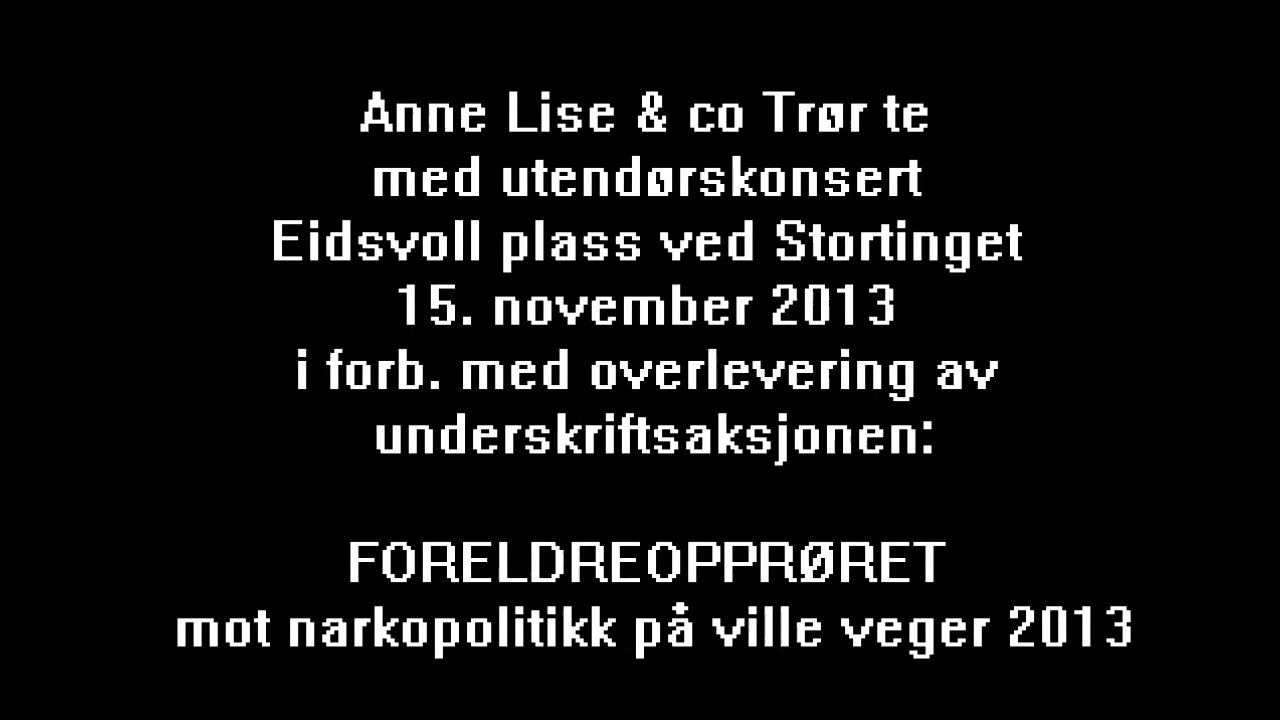 Anne Lise & co Trør te
med utendørskonsert
Eidsvoll plass ved Stortinget
15. november 2013
i forb. med overlevering av
underskriftsaksjonen:
FORELDREOPPRØRET
mot narkopolitikk på ville veger 2013